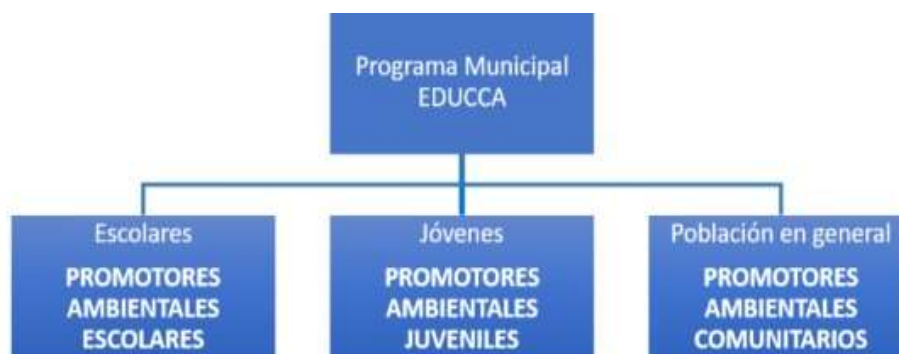 Programa Municipal
EDUCCA
Escolares
PROMOTORES
AMBIENTALES
ESCOLARES
Jóvenes
PROMOTORES
AMBIENTALES
JUVENILES
Población en general
PROMOTORES
AMBIENTALES
COMUNITARIOS